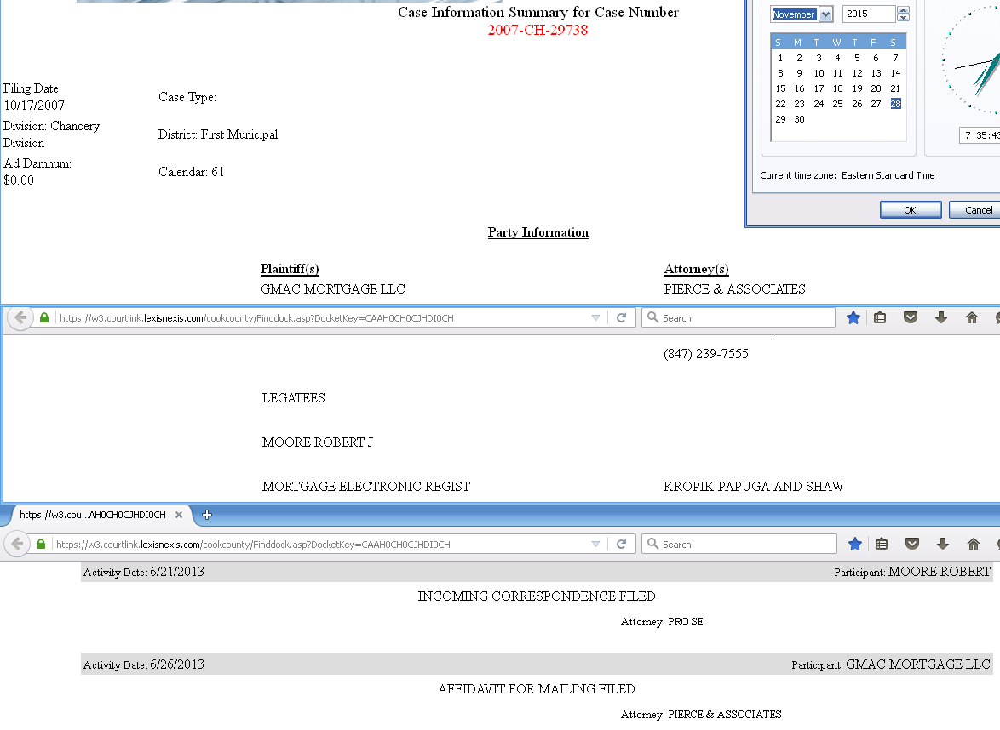 Case Information Summary for Case Number
2007-CH-29738
November 2015
S M T W T F S
1 2 3 4 5 6 7
8 9 10 11 12 13 14
15 16 17 18 19 20 21
22 23 24 25 26 27 28
29 30
7:35:43
Current time zone: Eastern Standard Time
OK Cancel
Filing Date:
10/17/2007
Case Type:
Division: Chancery
Division
District: First Municipal
Ad Damnum:
$0.00
Calendar: 61
Party Information
Plaintiff(s) Attorney(s)
GMAC MORTGAGE LLC PIERCE & ASSOCIATES
https://w3.courtlink.lexisnexis.com/cookcounty/Finddock.asp?DocketKey=CAAH0CH0CJHDI0CH Search
(847) 239-7555
LEGATEES
MOORE ROBERT J
MORTGAGE ELECTRONIC REGIST KROPIK PAPUGA AND SHAW
https://w3.cou...AH0CH0CJHDI0CH
https://w3.courtlink.lexisnexis.com/cookcounty/Finddock.asp?DocketKey=CAAH0CH0CJHDI0CH Search
Activity Date: 6/21/2013 Participant: MOORE ROBERT
INCOMING CORRESPONDENCE FILED
Attorney: PRO SE
Activity Date: 6/26/2013 Participant: GMAC MORTGAGE LLC
AFFIDAVIT FOR MAILING FILED
Attorney: PIERCE & ASSOCIATES